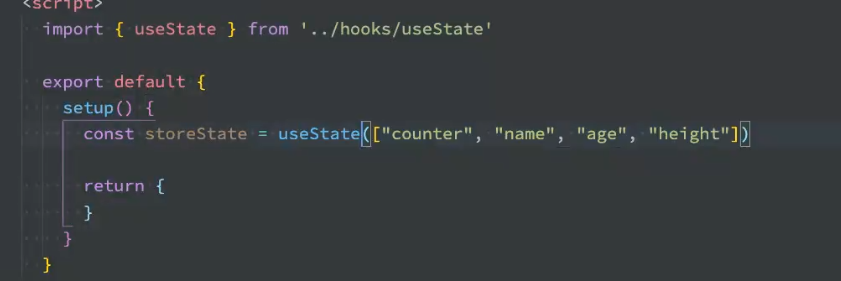 <script>
import { useState } from '../hooks/useState'
export default {
setup() {
const storeState = useState(["counter", "name", "age", "height"])
return {
}
}
}